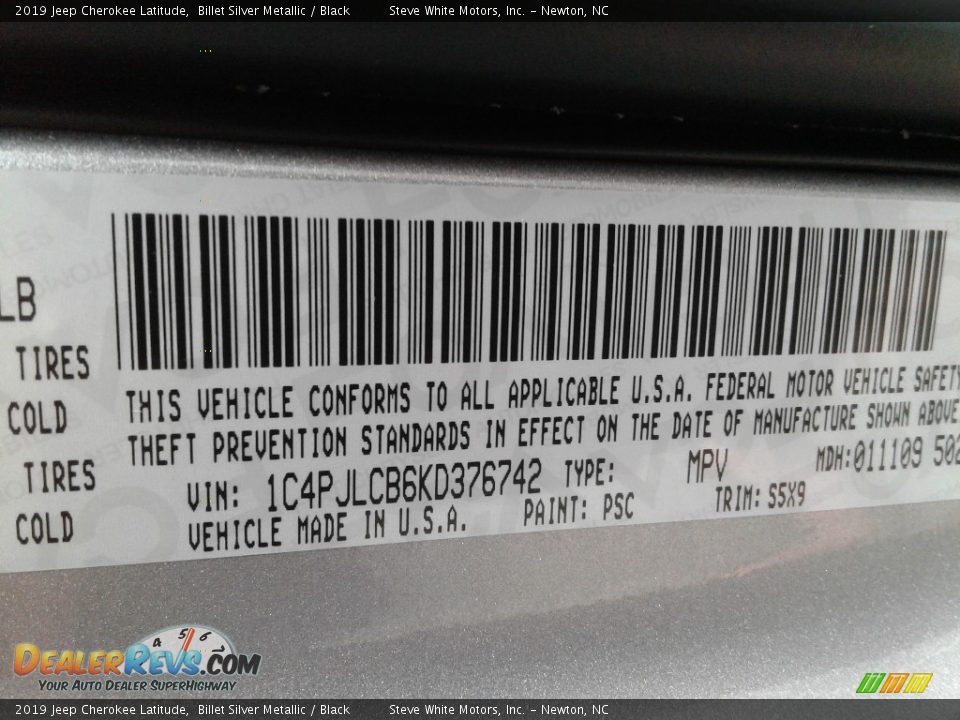 2019 Jeep Cherokee Latitude, Billet Silver Metallic / Black Steve White Motors, Inc. - Newton, NC
LB
TIRES
COLD
TIRES
COLD
THIS VEHICLE CONFORMS TO ALL APPLICABLE U.S.A. FEDERAL MOTOR VEHICLE SAFETY
THEFT PREVENTION STANDARDS IN EFFECT ON THE DATE OF MANUFACTURE SHOWN ABOVE
VIN: 1C4PJLCB6KD376742 TYPE: MPV MDH:011109 502
VEHICLE MADE IN U.S.A. PAINT: PSC TRIM: S5X9
4 5 6
DealerRevs.com
Your Auto Dealer SuperHighway
2019 Jeep Cherokee Latitude, Billet Silver Metallic / Black Steve White Motors, Inc. - Newton, NC